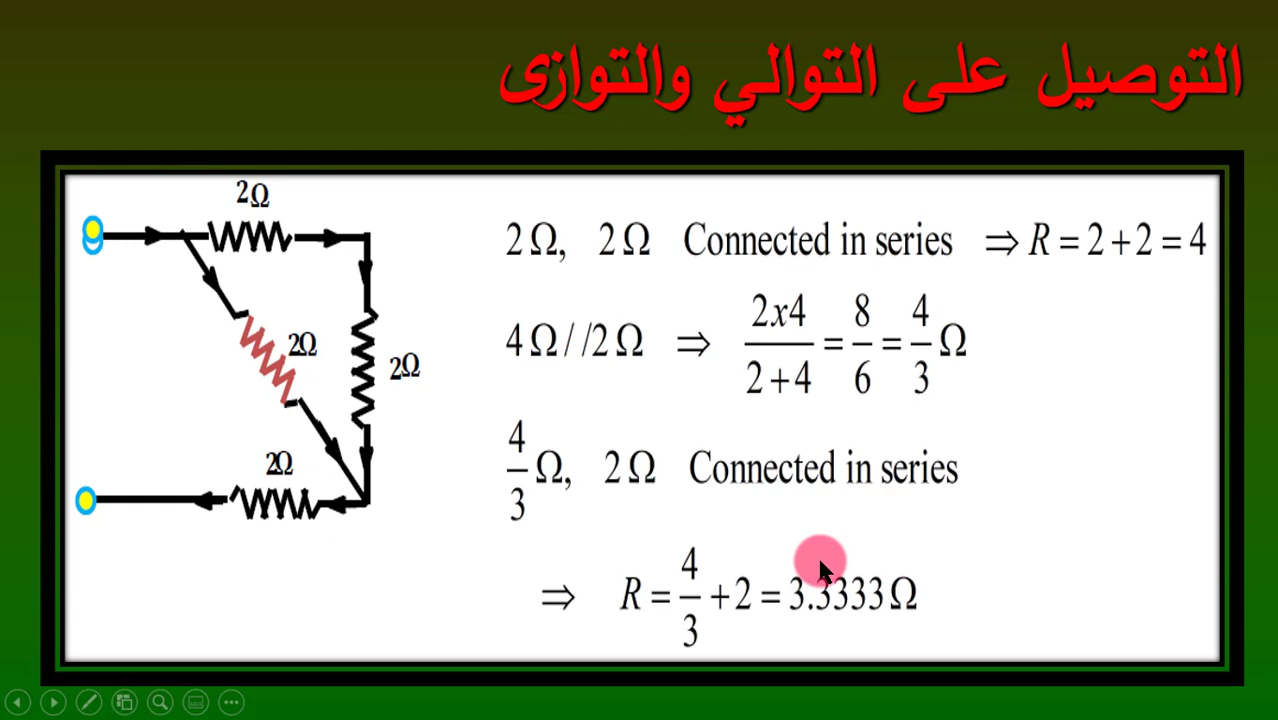 التوصيل على التوالي والتوازى
2Ω
2Ω
2Ω
2Ω
2Ω, 2Ω Connected in series ⇒ R = 2 + 2 = 4
4Ω//2Ω ⇒ 2x4/2+4 = 8/6 = 4/3 Ω
4/3 Ω, 2Ω Connected in series
⇒ R = 4/3 + 2 = 3.3333Ω